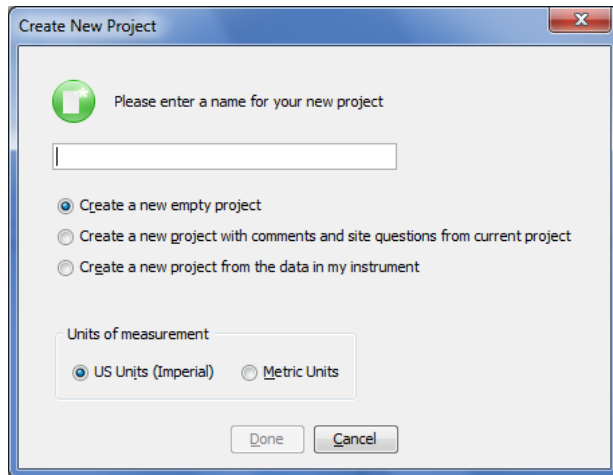 Create New Project
Please enter a name for your new project
Create a new empty project
Create a new project with comments and site questions from current project
Create a new project from the data in my instrument
Units of measurement
US Units (Imperial) Metric Units
Done Cancel